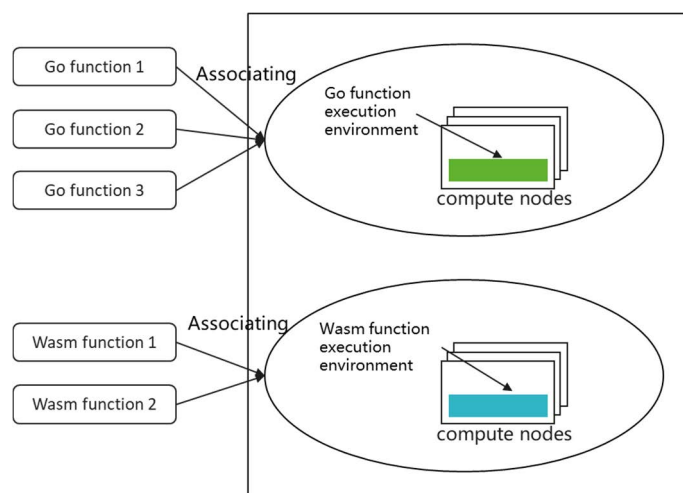 Go function 1
Associating
Go function 2
Go function 3
Go function
execution
environment
compute nodes
Associating
Wasm function 1
Wasm function 2
Wasm function
execution
environment
compute nodes